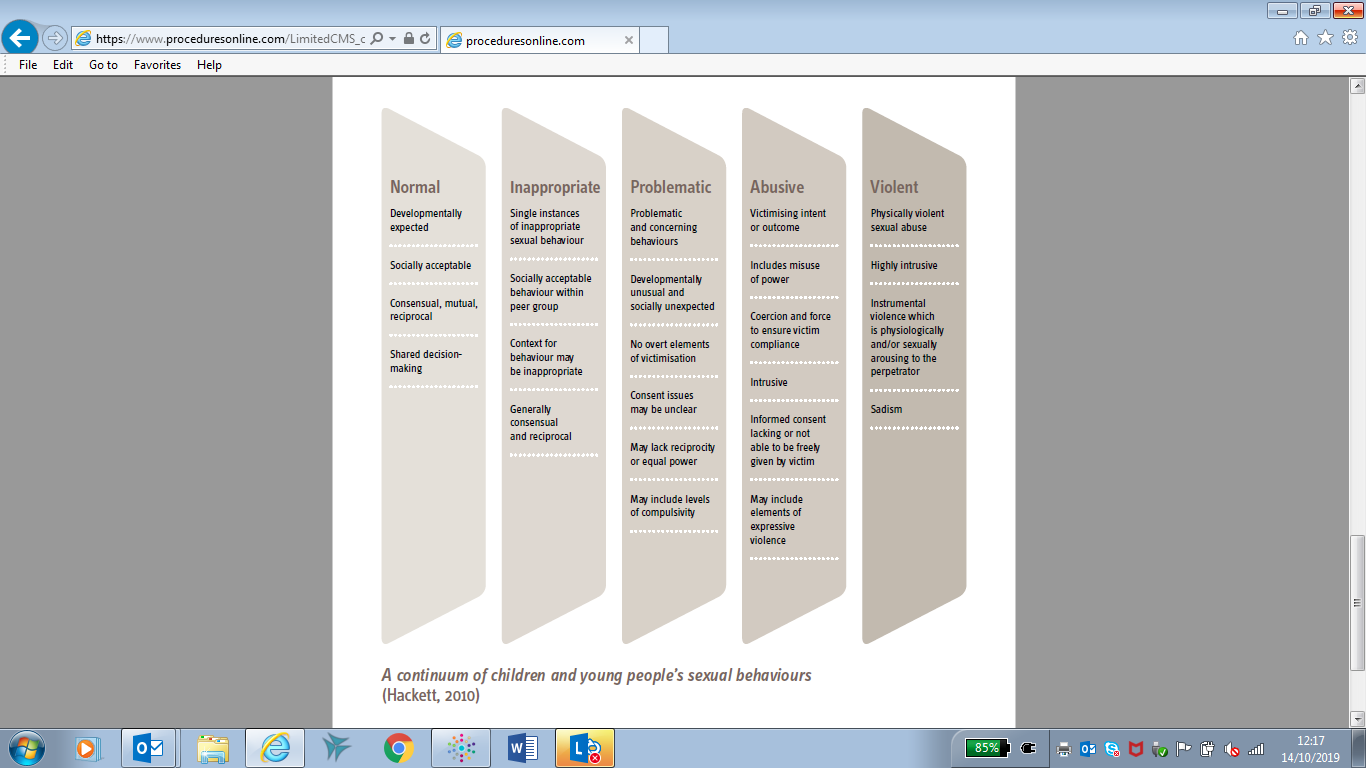 https://www.proceduresonline.com/LimitedCMS_c
proceduresonline.com
File Edit Go to Favorites Help
Normal
Developmentally
expected
Socially acceptable
Consensual, mutual,
reciprocal
Shared decision-
making
Inappropriate
Single instances
of inappropriate
sexual behaviour
Socially acceptable
behaviour within
peer group
Context for
behaviour may
be inappropriate
Generally
consensual
and reciprocal
Problematic
Problematic
and concerning
behaviours
Developmentally
unusual and
socially unexpected
No overt elements
of victimisation
Consent issues
may be unclear
May lack reciprocity
or equal power
May include levels
of compulsivity
Abusive
Victimising intent
or outcome
Includes misuse
of power
Coercion and force
to ensure victim
compliance
Intrusive
Informed consent
lacking or not
able to be freely
given by victim
May include
elements of
expressive
violence
Violent
Physically violent
sexual abuse
Highly intrusive
Instrumental
violence which
is physiologically
and/or sexually
arousing to the
perpetrator
Sadism
A continuum of children and young people's sexual behaviours
(Hackett, 2010)
85%
12:17
14/10/2019